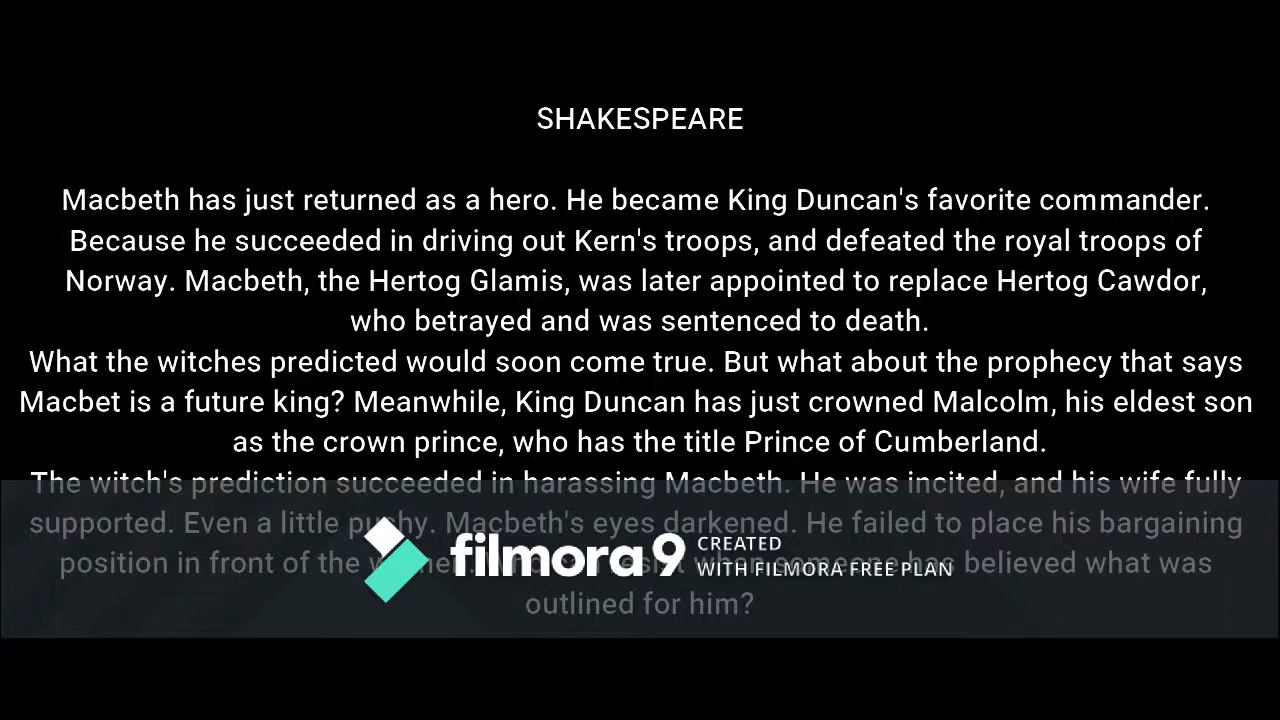 SHAKESPEARE
Macbeth has just returned as a hero. He became King Duncan's favorite commander.
Because he succeeded in driving out Kern's troops, and defeated the royal troops of
Norway. Macbeth, the Hertog Glamis, was later appointed to replace Hertog Cawdor,
who betrayed and was sentenced to death.
What the witches predicted would soon come true. But what about the prophecy that says
Macbet is a future king? Meanwhile, King Duncan has just crowned Malcolm, his eldest son
as the crown prince, who has the title Prince of Cumberland.
The witch's prediction succeeded in harassing Macbeth. He was incited, and his wife fully
supported. Even a little pushy. Macbeth's eyes darkened. He failed to place his bargaining
position in front of the believed what was
outlined for him?
filmora9
CREATED
WITH FILMORA FREE PLAN